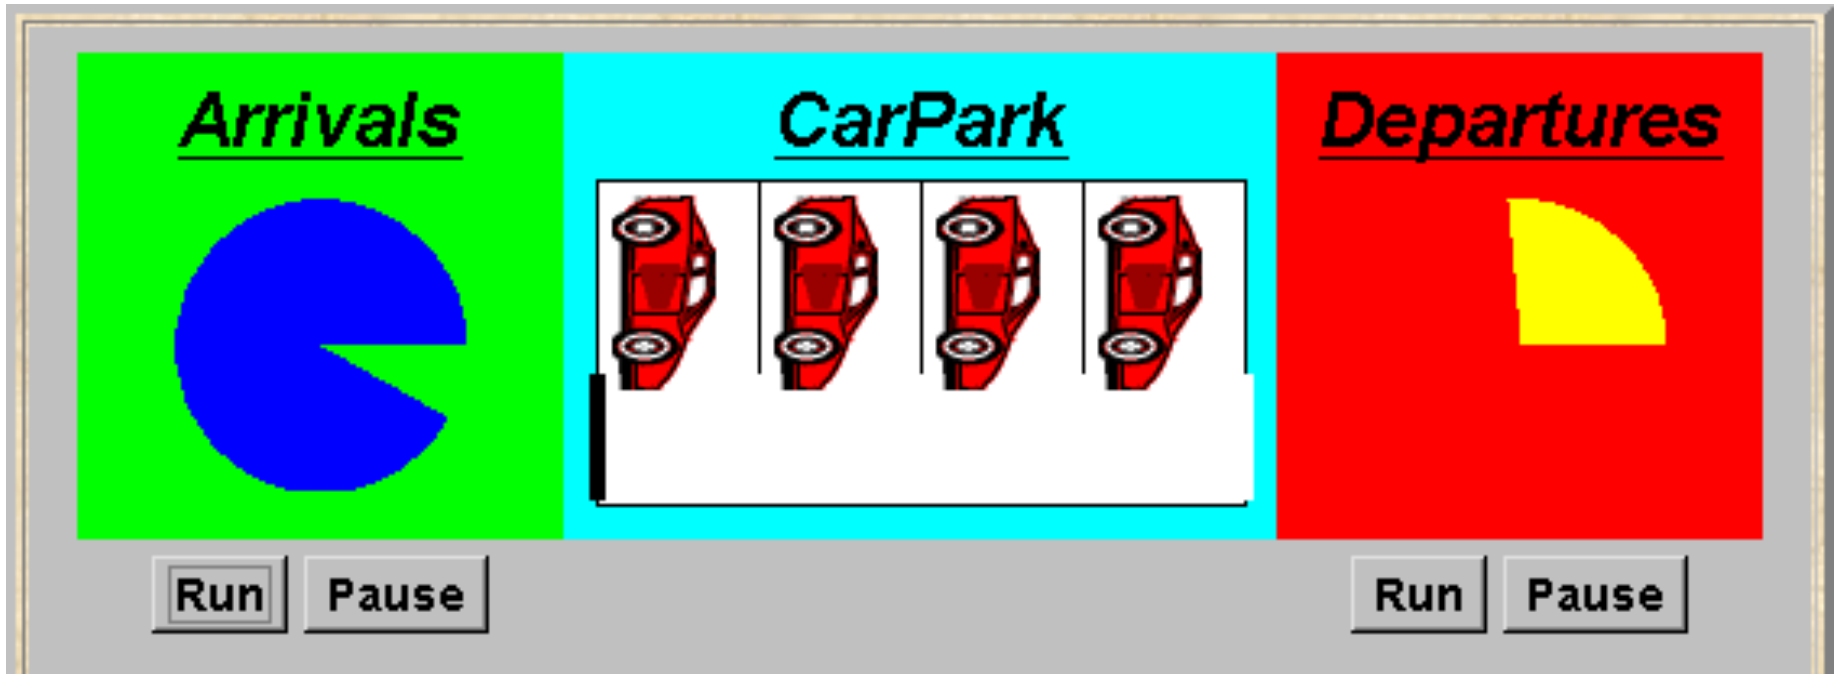 Arrivals
CarPark
Departures
Run
Pause
Run
Pause